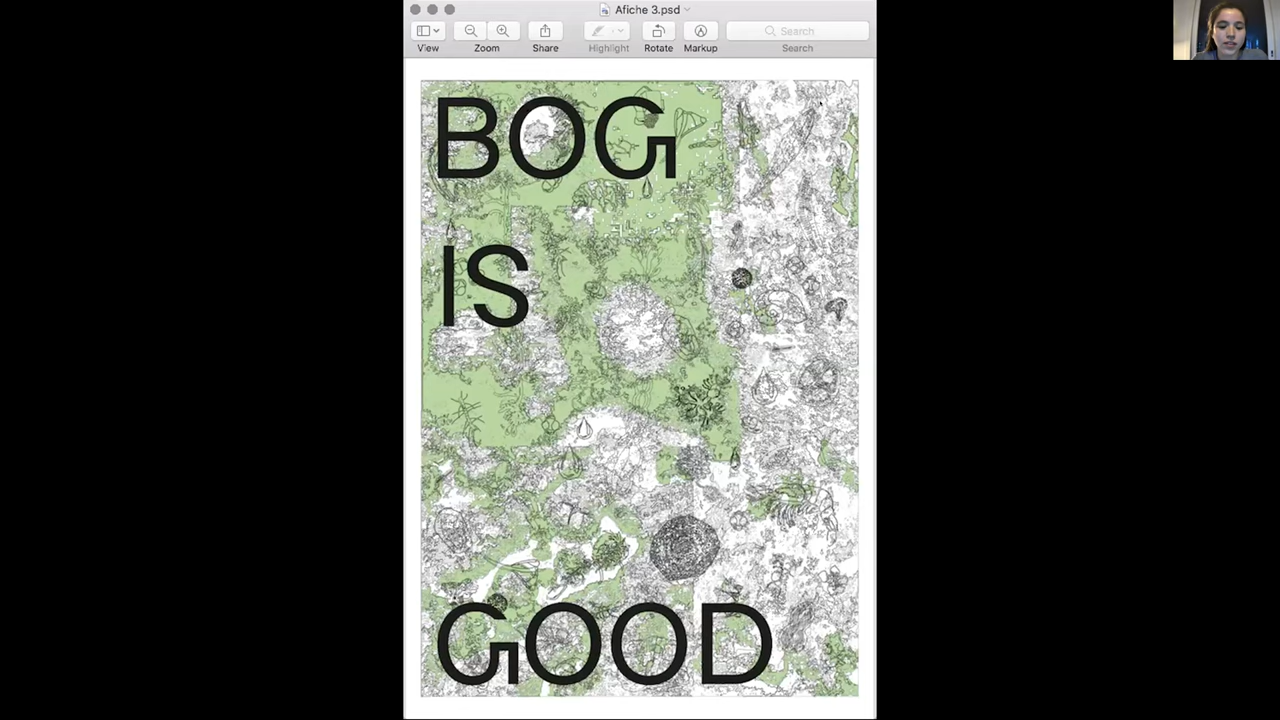 Afiche 3.psd
Search
View
Zoom
Share
Highlight
Rotate
Markup
Search
BOG
IS
GOOD